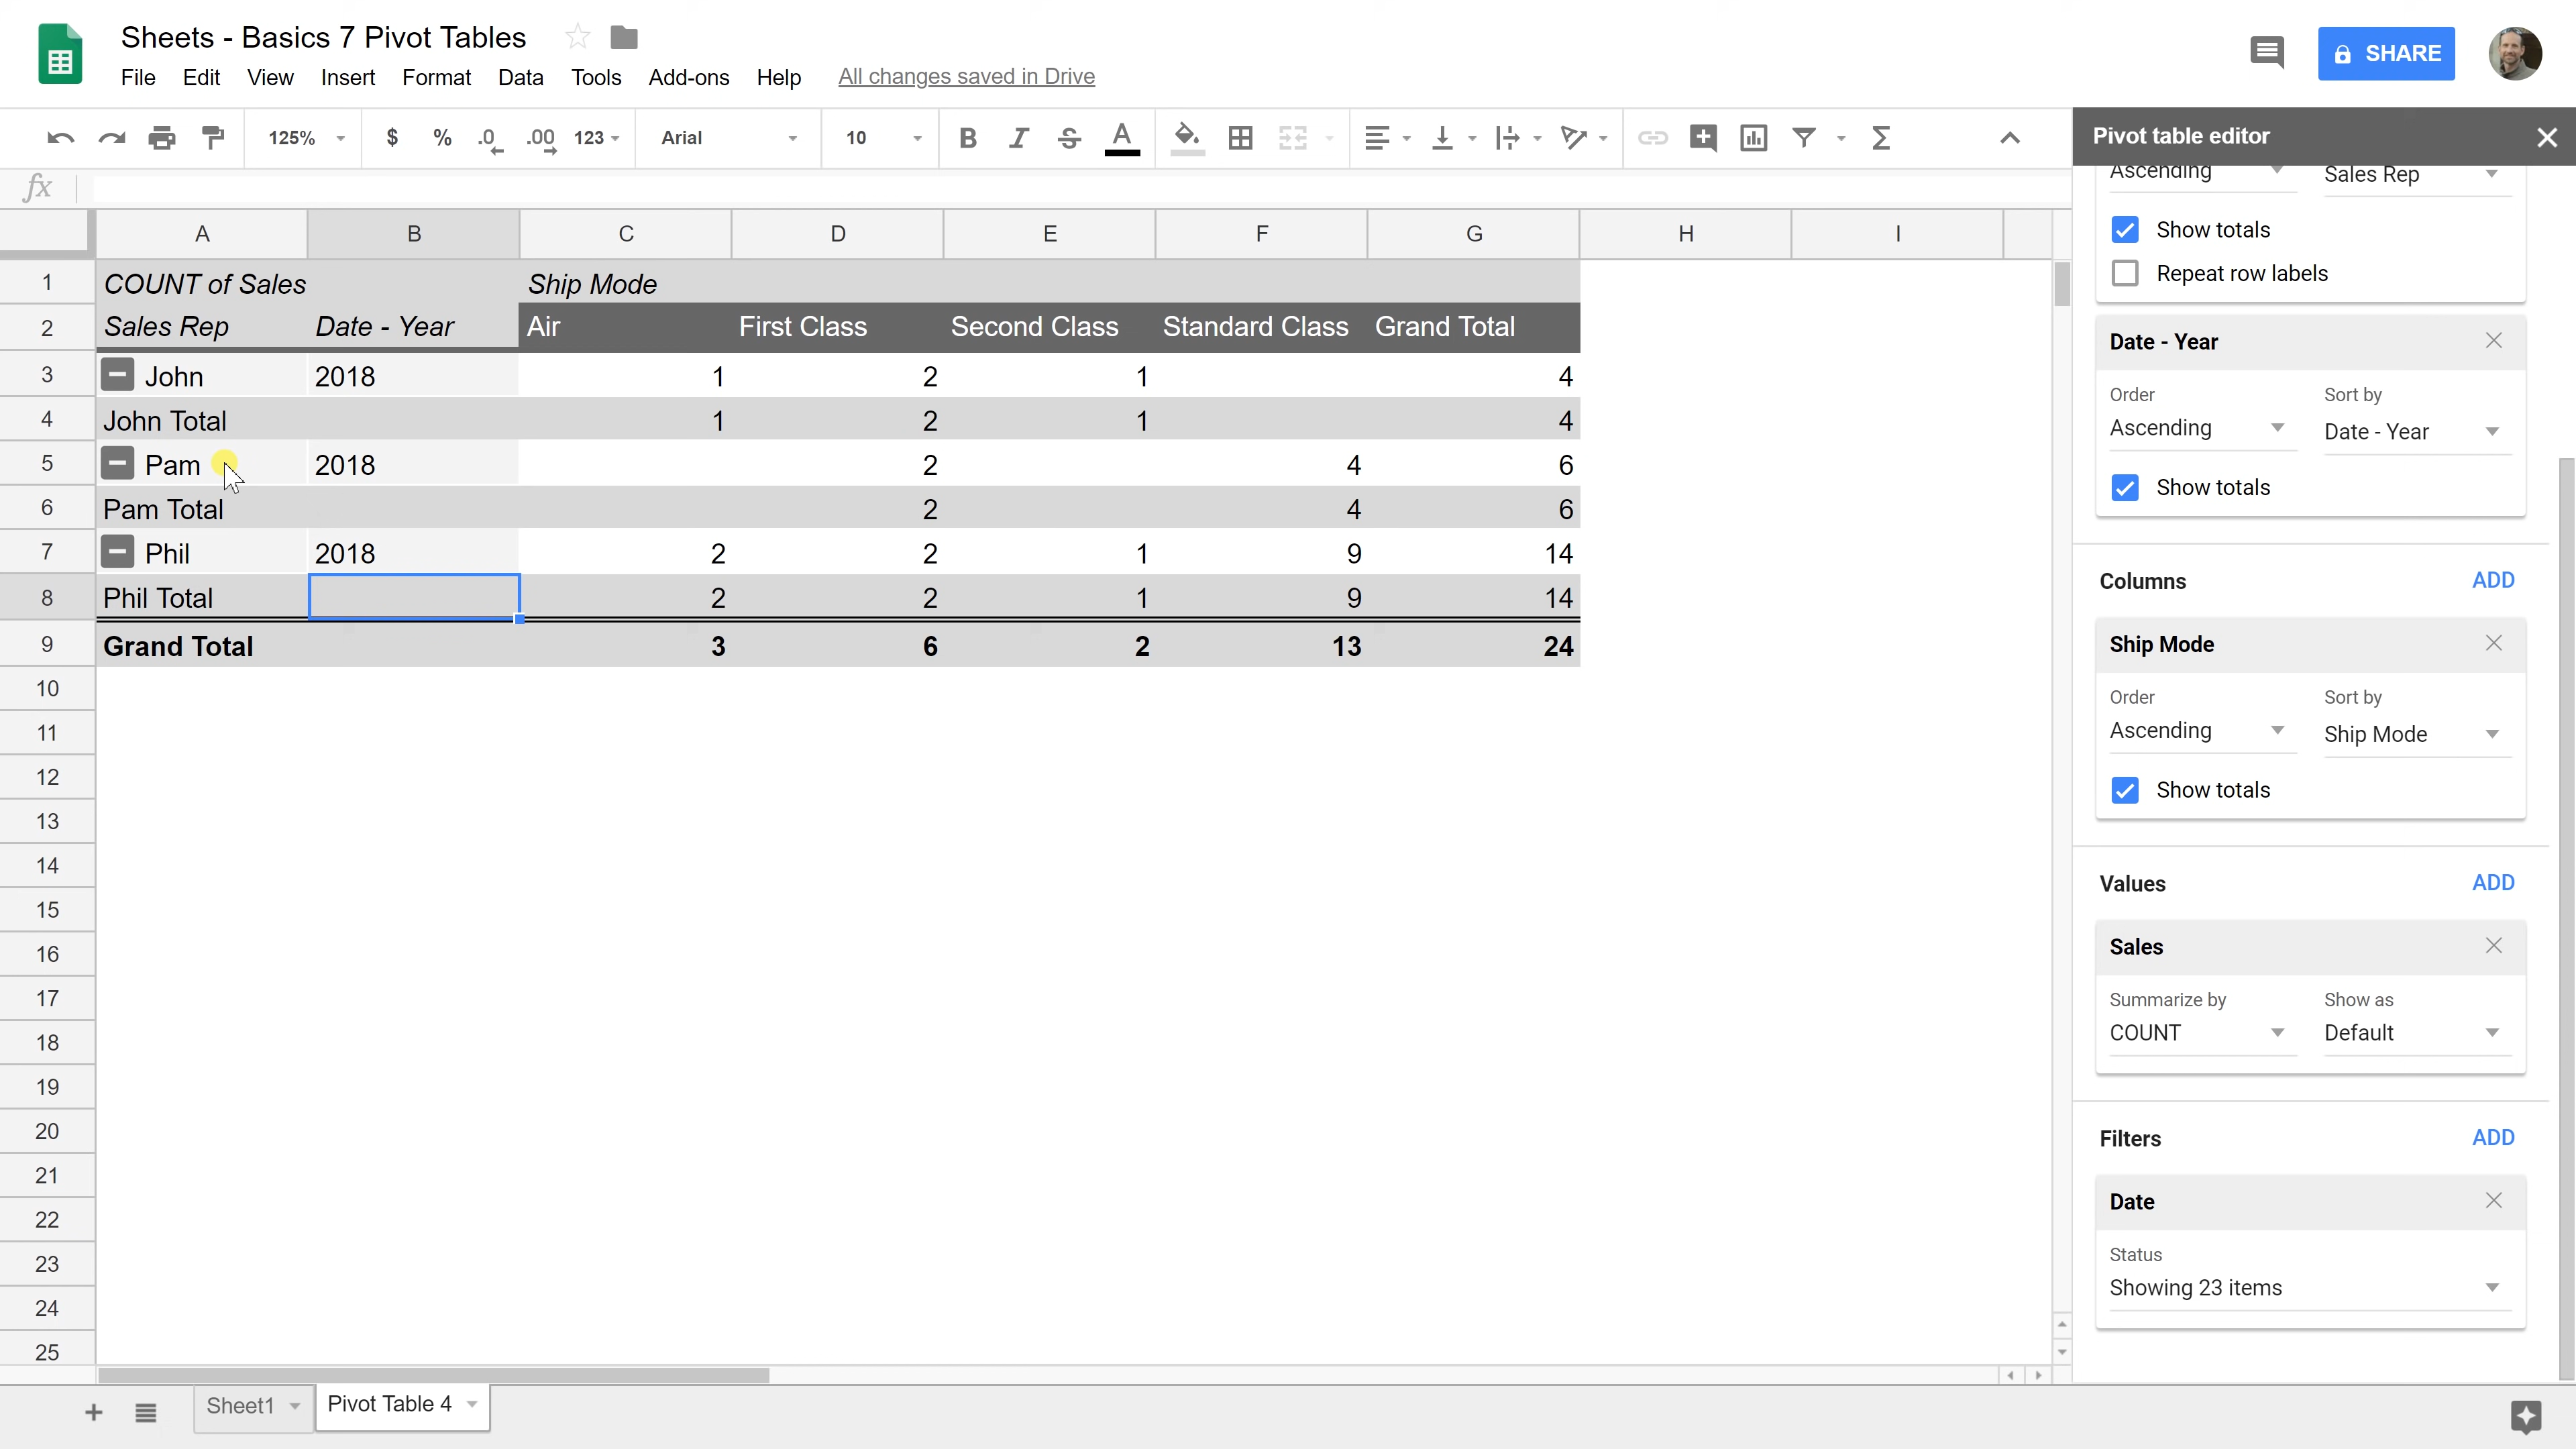 Sheets - Basics 7 Pivot Tables
File Edit View Insert Format Data Tools Add-ons Help All changes saved in Drive
SHARE
125% $ % .0 .00 123 Arial 10 B I S A
fx
Pivot table editor
A B C D E F G H I
1 COUNT of Sales Ship Mode
2 Sales Rep Date - Year Air First Class Second Class Standard Class Grand Total
3 John 2018 1 2 1 4
4 John Total 1 2 1 4
5 Pam 2018 2 4 6
6 Pam Total 2 4 6
7 Phil 2018 2 2 1 9 14
8 Phil Total 2 2 1 9 14
9 Grand Total 3 6 2 13 24
10
11
12
13
14
15
16
17
18
19
20
21
22
23
24
25
Ascending Sales Rep
Show totals
Repeat row labels
Date - Year
Order Sort by
Ascending Date - Year
Show totals
Columns ADD
Ship Mode
Order Sort by
Ascending Ship Mode
Show totals
Values ADD
Sales
Summarize by Show as
COUNT Default
Filters ADD
Date
Status
Showing 23 items
Sheet1 Pivot Table 4